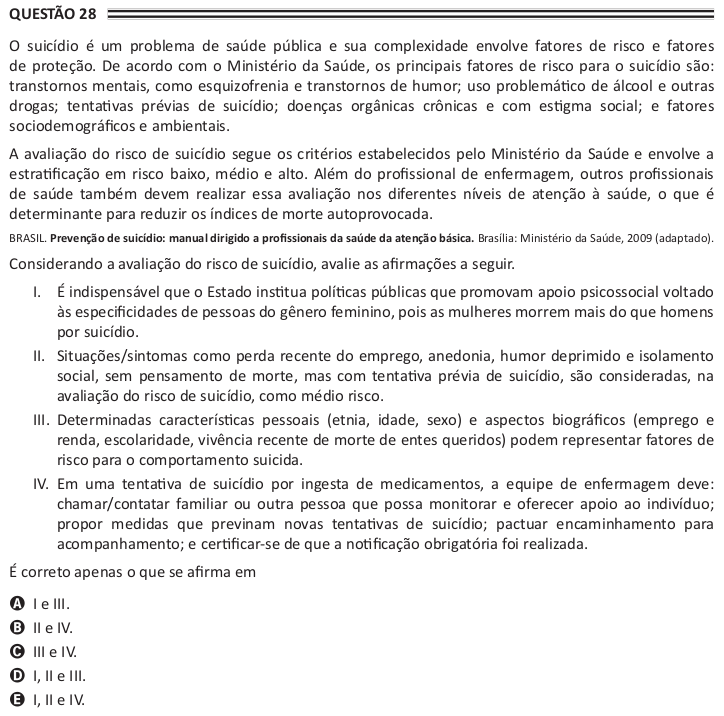 QUESTÃO 28
O suicídio é um problema de saúde pública e sua complexidade envolve fatores de risco e fatores
de proteção. De acordo com o Ministério da Saúde, os principais fatores de risco para o suicídio são:
transtornos mentais, como esquizofrenia e transtornos de humor; uso problemático de álcool e outras
drogas; tentativas prévias de suicídio; doenças orgânicas crônicas e com estigma social; e fatores
sociodemográficos e ambientais.
A avaliação do risco de suicídio segue os critérios estabelecidos pelo Ministério da Saúde e envolve a
estratificação em risco baixo, médio e alto. Além do profissional de enfermagem, outros profissionais
de saúde também devem realizar essa avaliação nos diferentes níveis de atenção à saúde, o que é
determinante para reduzir os índices de morte autoprovocada.
BRASIL. Prevenção de suicídio: manual dirigido a profissionais da saúde da atenção básica. Brasília: Ministério da Saúde, 2009 (adaptado).
Considerando a avaliação do risco de suicídio, avalie as afirmações a seguir.
I. É indispensável que o Estado institua políticas públicas que promovam apoio psicossocial voltado
às especificidades de pessoas do gênero feminino, pois as mulheres morrem mais do que homens
por suicídio.
II. Situações/sintomas como perda recente do emprego, anedonia, humor deprimido e isolamento
social, sem pensamento de morte, mas com tentativa prévia de suicídio, são consideradas, na
avaliação do risco de suicídio, como médio risco.
III. Determinadas características pessoais (etnia, idade, sexo) e aspectos biográficos (emprego e
renda, escolaridade, vivência recente de morte de entes queridos) podem representar fatores de
risco para o comportamento suicida.
IV. Em uma tentativa de suicídio por ingesta de medicamentos, a equipe de enfermagem deve:
chamar/contatar familiar ou outra pessoa que possa monitorar e oferecer apoio ao indivíduo;
propor medidas que previnam novas tentativas de suicídio; pactuar encaminhamento para
acompanhamento; e certificar-se de que a notificação obrigatória foi realizada.
É correto apenas o que se afirma em
A I e III.
B II e IV.
C III e IV.
D I, II e III.
E I, II e IV.